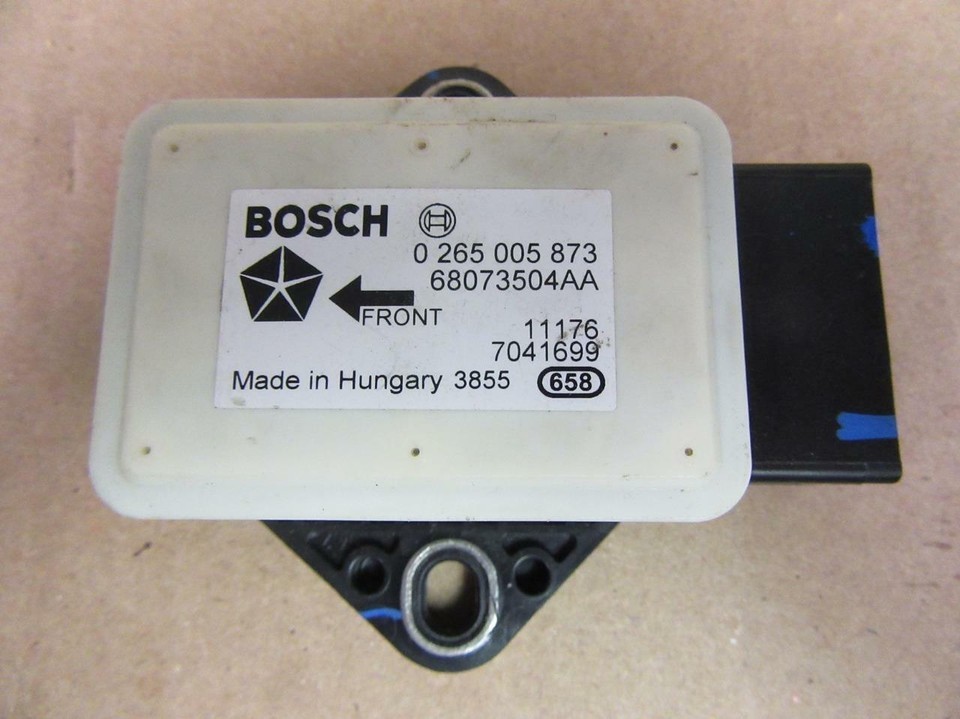 BOSCH
0 265 005 873
68073504AA
FRONT
11176
7041699
Made in Hungary 3855 658